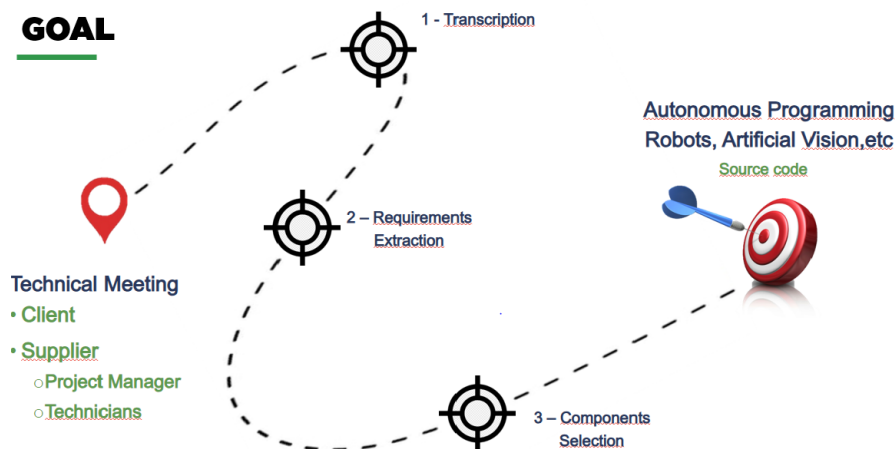 GOAL
1 - Transcription
Autonomous Programming
Robots, Artificial Vision,etc
Source code
2 – Requirements
Extraction
Technical Meeting
• Client
• Supplier
○Project Manager
○Technicians
3 – Components
Selection